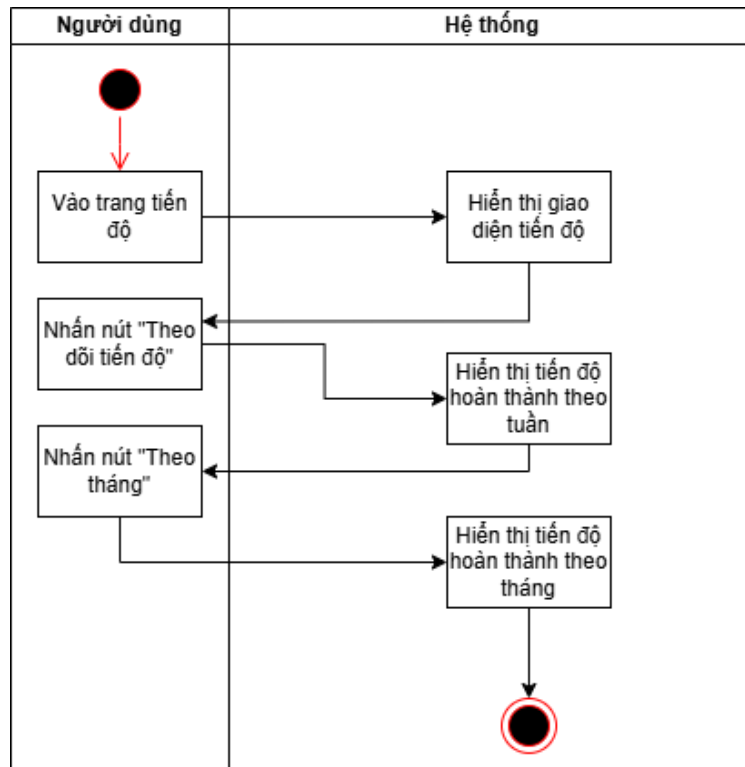 Người dùng
Hệ thống
Vào trang tiến
độ
Hiển thị giao
diện tiến độ
Nhấn nút "Theo
dõi tiến độ"
Hiển thị tiến độ
hoàn thành theo
tuần
Nhấn nút "Theo
tháng"
Hiển thị tiến độ
hoàn thành theo
tháng